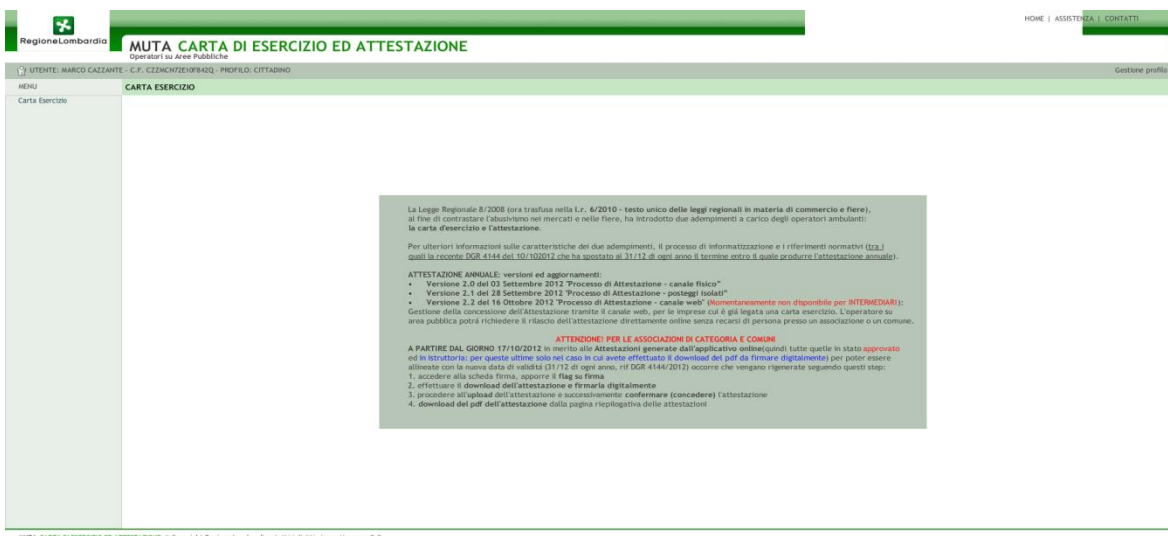 HOME | ASSISTENZA | CONTATTI
RegioneLombardia
MUTA CARTA DI ESERCIZIO ED ATTESTAZIONE
Operatori su Aree Pubbliche
UTENTE: MARCO CAZZANTE - C.F. CZZMCN72E10F842Q - PROFILO: CITTADINO
Gestione profilo
MENU
CARTA ESERCIZIO
Carta Esercizio
La Legge Regionale 8/2008 (ora trasfusa nella l.r. 6/2010 - testo unico delle leggi regionali in materia di commercio e fiere),
al fine di contrastare l'abusivismo nei mercati e nelle fiere, ha introdotto due adempimenti a carico degli operatori ambulanti:
la carta d'esercizio e l'attestazione.
Per ulteriori informazioni sulle caratteristiche dei due adempimenti, il processo di informatizzazione e i riferimenti normativi (tra i
quali la recente DGR 4144 del 10/102012 che ha spostato al 31/12 di ogni anno il termine entro il quale produrre l'attestazione annuale).
ATTESTAZIONE ANNUALE: versioni ed aggiornamenti:
• Versione 2.0 del 03 Settembre 2012 "Processo di Attestazione - canale fisico"
• Versione 2.1 del 28 Settembre 2012 "Processo di Attestazione - posteggi isolati"
• Versione 2.2 del 16 Ottobre 2012 "Processo di Attestazione - canale web" (Momentaneamente non disponibile per INTERMEDIARI):
Gestione della concessione dell'Attestazione tramite il canale web, per le imprese cui è già legata una carta esercizio. L'operatore su
area pubblica potrà richiedere il rilascio dell'attestazione direttamente online senza recarsi di persona presso un associazione o un comune.
ATTENZIONE! PER LE ASSOCIAZIONI DI CATEGORIA E COMUNI
A PARTIRE DAL GIORNO 17/10/2012 in merito alle Attestazioni generate dall'applicativo online(quindi tutte quelle in stato approvato
ed in istruttoria: per queste ultime solo nel caso in cui avete effettuato il download del pdf da firmare digitalmente) per poter essere
allineate con la nuova data di validità (31/12 di ogni anno, rif DGR 4144/2012) occorre che vengano rigenerate seguendo questi step:
1. accedere alla scheda firma, apporre il flag su firma
2. effettuare il download dell'attestazione e firmarla digitalmente
3. procedere all'upload dell'attestazione e successivamente confermare (concedere) l'attestazione
4. download del pdf dell'attestazione dalla pagina riepilogativa delle attestazioni